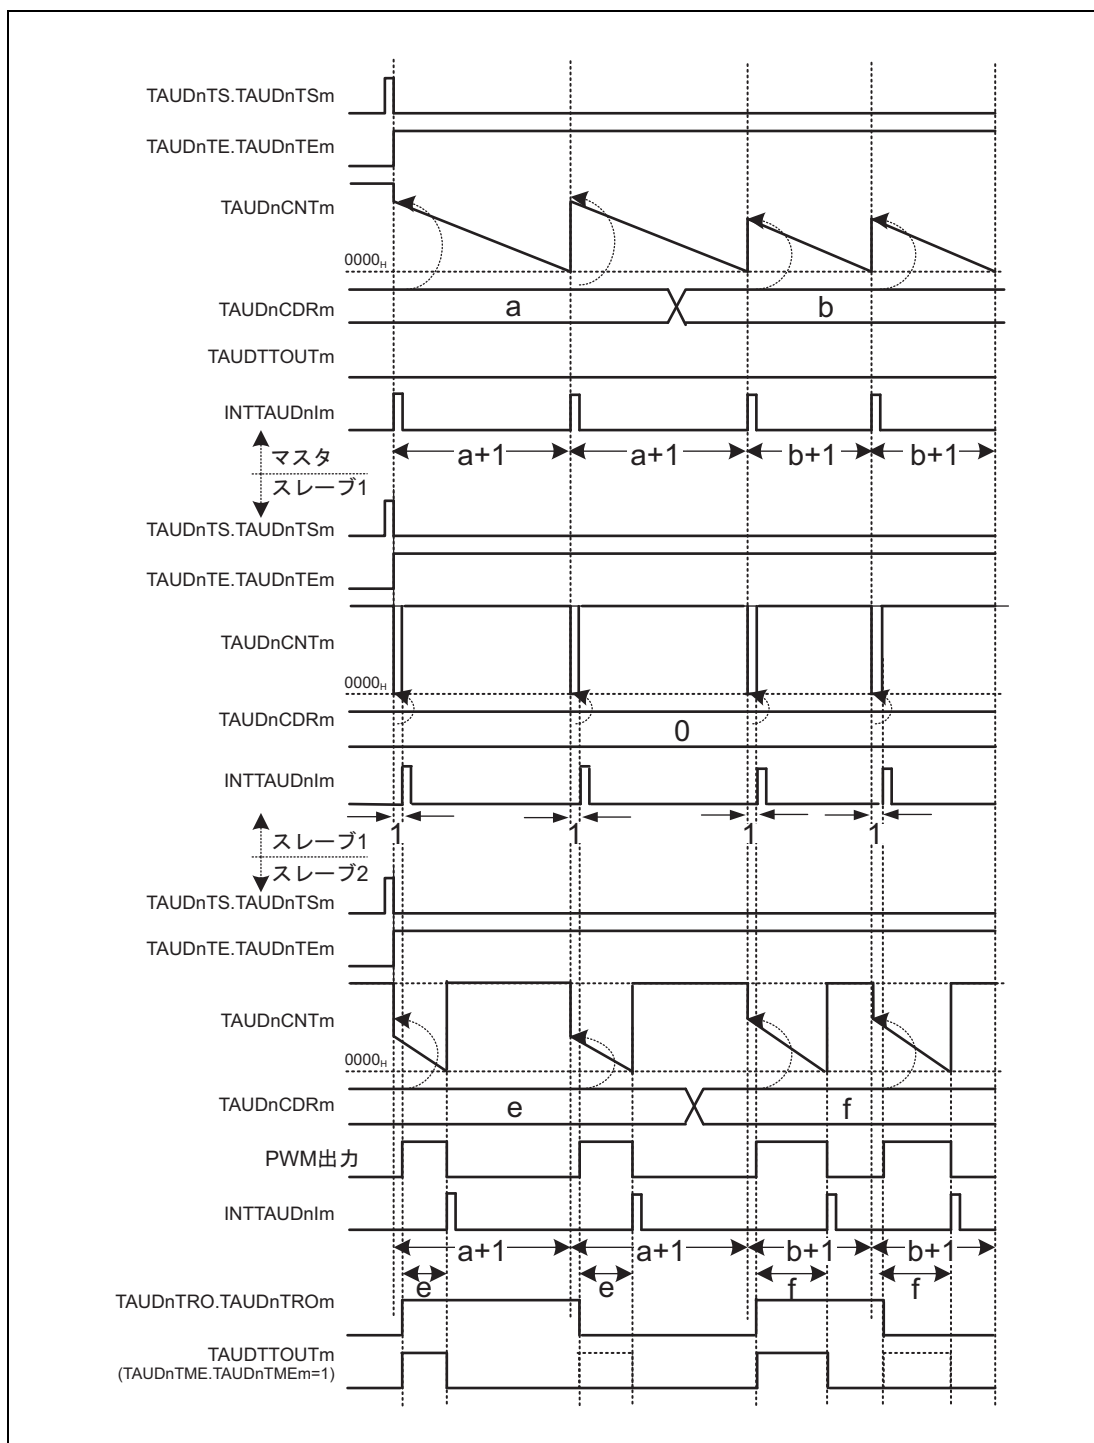 TAUDnTS.TAUDnTSm
TAUDnTE.TAUDnTEm
TAUDnCNTm
0000H
TAUDnCDRm
a
b
TAUDTTOUTm
INTTAUDnIm
a+1
a+1
b+1
b+1
マスタ
スレーブ1
TAUDnTS.TAUDnTSm
TAUDnTE.TAUDnTEm
TAUDnCNTm
0000H
TAUDnCDRm
0
INTTAUDnIm
1
1
1
1
スレーブ1
スレーブ2
TAUDnTS.TAUDnTSm
TAUDnTE.TAUDnTEm
TAUDnCNTm
0000H
TAUDnCDRm
e
f
PWM出力
INTTAUDnIm
a+1
a+1
b+1
b+1
e
e
f
f
TAUDnTRO.TAUDnTROm
TAUDTTOUTm
(TAUDnTME.TAUDnTMEm=1)